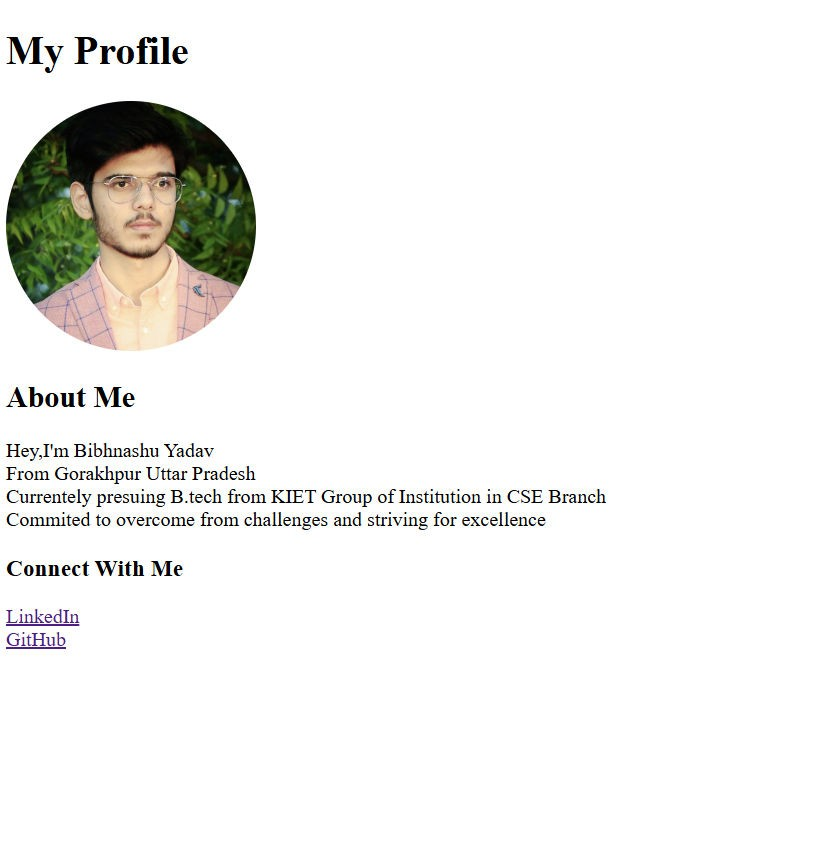 My Profile
About Me
Hey,I'm Bibhnashu Yadav
From Gorakhpur Uttar Pradesh
Currentely presuing B.tech from KIET Group of Institution in CSE Branch
Commited to overcome from challenges and striving for excellence
Connect With Me
LinkedIn
GitHub